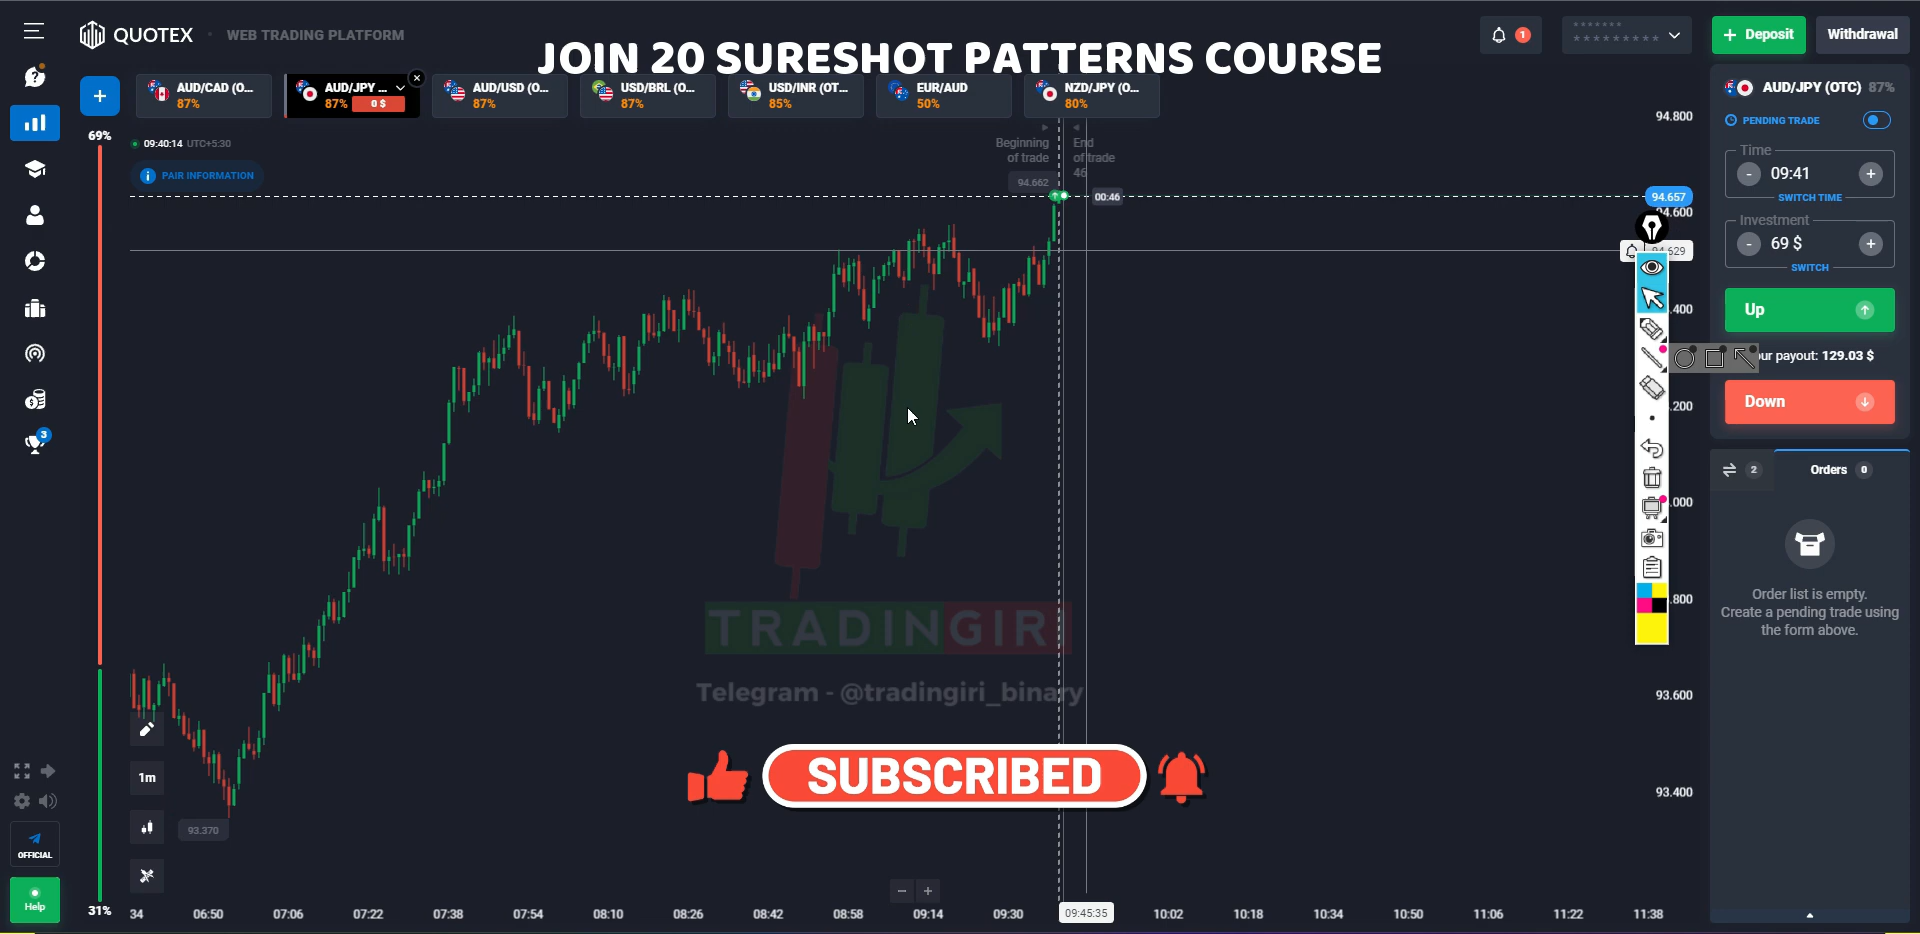 QUOTEX
WEB TRADING PLATFORM
JOIN 20 SURESHOT PATTERNS COURSE
1
*******
*********
Deposit
Withdrawal
AUD/CAD (O...
87%
AUD/JPY ...
87% 0 $
AUD/USD (O...
87%
USD/BRL (O...
87%
USD/INR (OT...
85%
EUR/AUD
50%
NZD/JPY (O...
80%
69%
09:40:14 UTC+5:30
PAIR INFORMATION
Beginning
of trade
End
of trade
46
94.662
00:46
94.800
94.657
94.600
.629
.400
.200
.000
.800
93.600
93.400
AUD/JPY (OTC) 87%
PENDING TRADE
Time
- 09:41 +
SWITCH TIME
Investment
- 69 $ +
SWITCH
Up
ur payout: 129.03 $
Down
2
Orders 0
Order list is empty.
Create a pending trade using
the form above.
3
TRADINGIRI
Telegram - @tradingiri_binary
SUBSCRIBED
1m
93.370
OFFICIAL
Help
31%
34 06:50 07:06 07:22 07:38 07:54 08:10 08:26 08:42 08:58 09:14 09:30 09:45:35 10:02 10:18 10:34 10:50 11:06 11:22 11:38